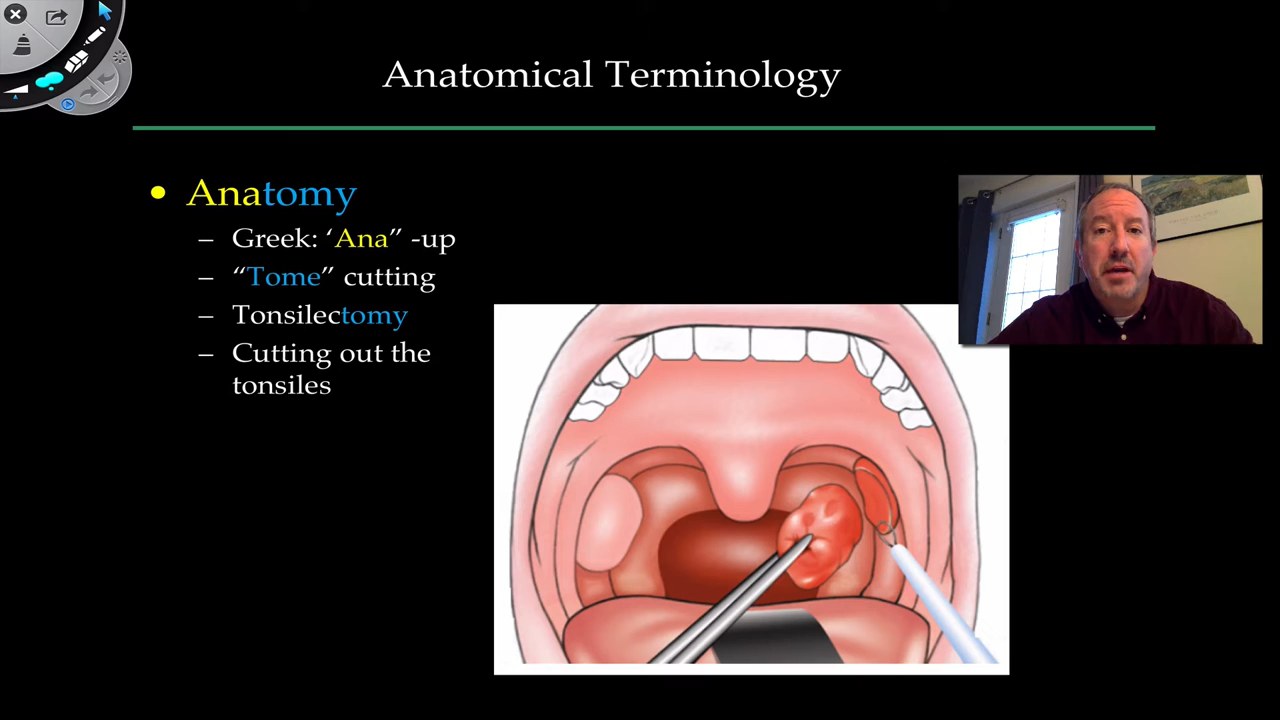 Anatomical Terminology
• Anatomy
– Greek: ‘Ana” -up
– “Tome” cutting
– Tonsilectomy
– Cutting out the
tonsiles